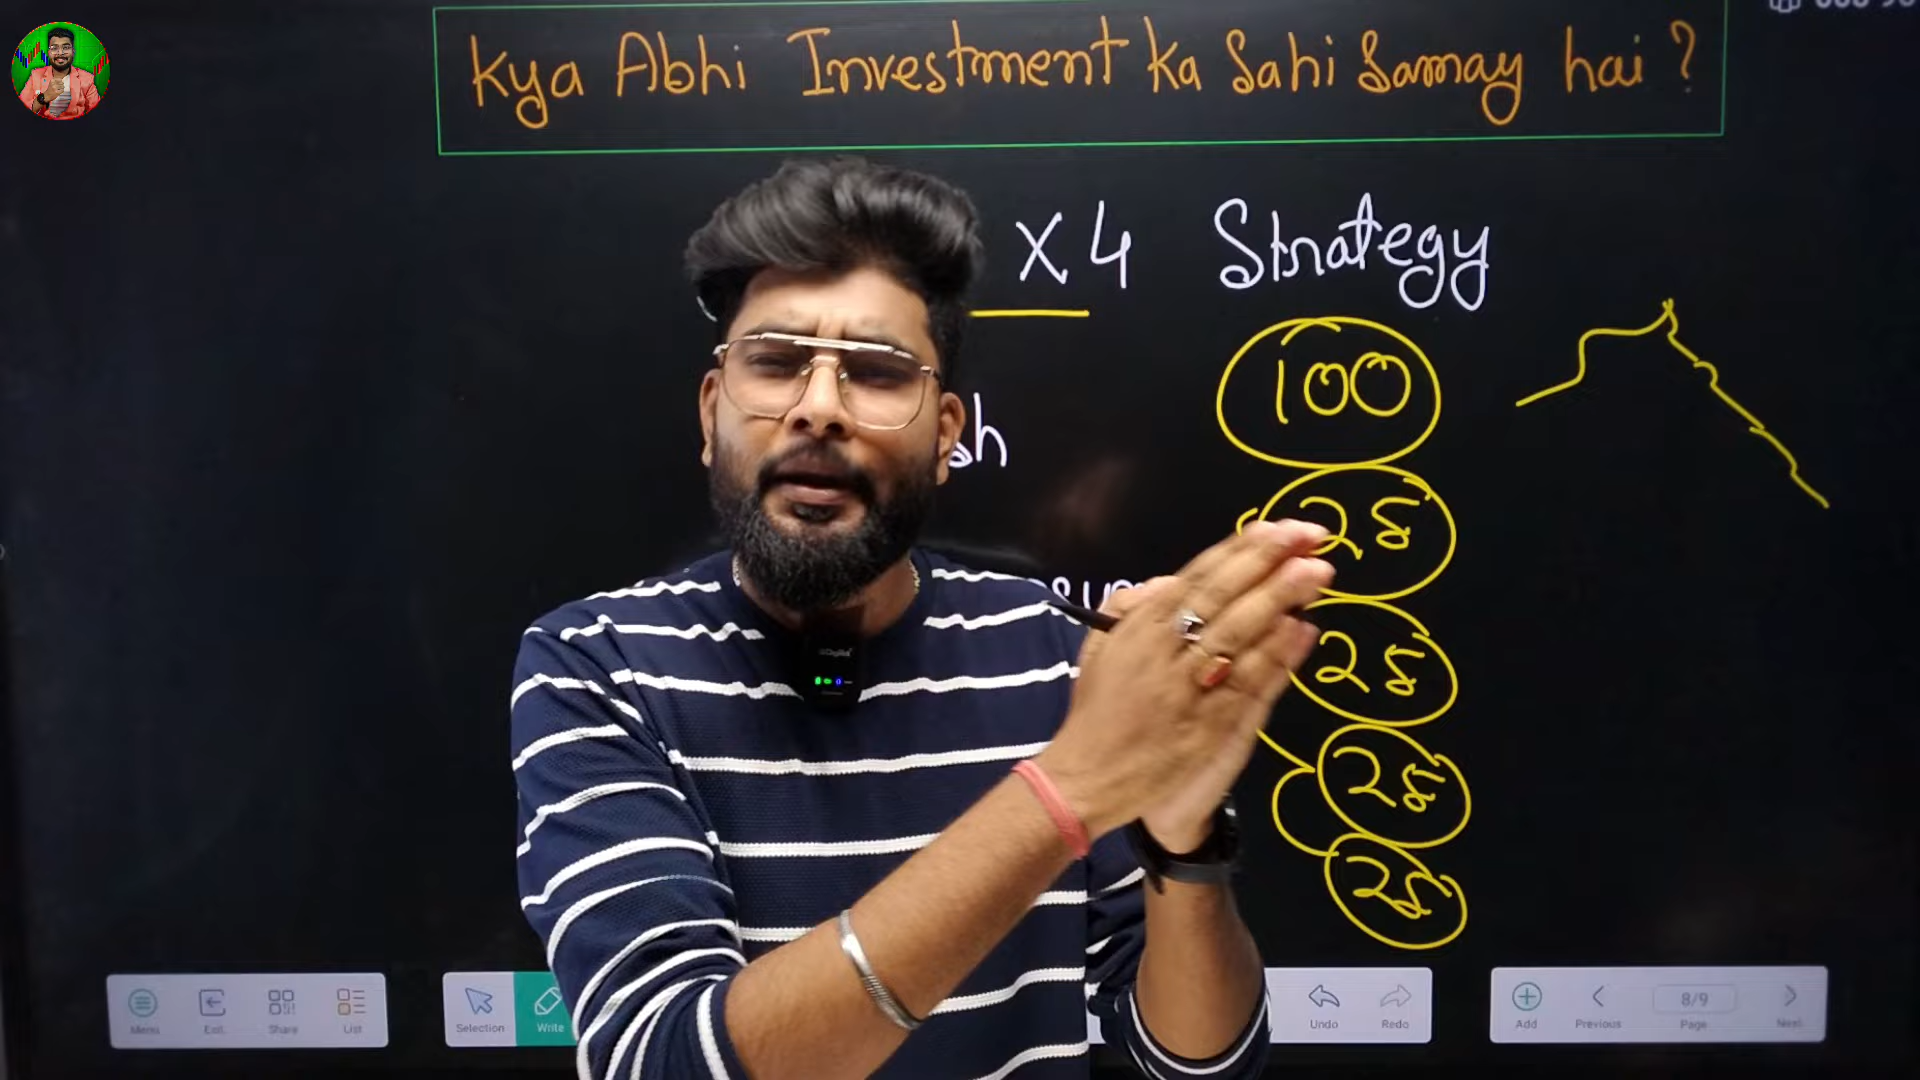 Kya Abhi Investment Ka Sahi Samay hai ?
X4 Strategy
100
25
25
25
25
Menu
Exit
Share
List
Selection
Write
Undo
Redo
Add
Previous
8/9
Page
Next